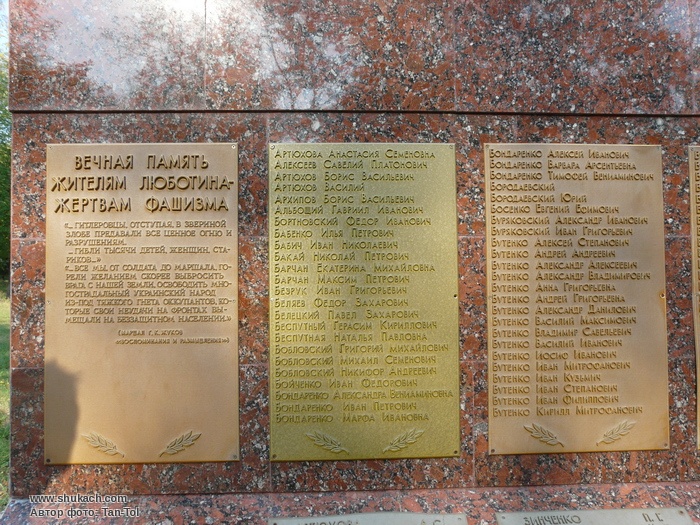 ВЕЧНАЯ ПАМЯТЬ
ЖИТЕЛЯМ ЛЮБОТИНА-
ЖЕРТВАМ ФАШИЗМА
«...ГИТЛЕРОВЦЫ, ОТСТУПАЯ, В ЗВЕРИНОЙ
ЗЛОБЕ ПРЕДАВАЛИ ВСЕ ЦЕННОЕ ОГНЮ И
РАЗРУШЕНИЯМ.
...ГИБЛИ ТЫСЯЧИ ДЕТЕЙ, ЖЕНЩИН, СТА-
РИКОВ...»
«...ВСЕ МЫ, ОТ СОЛДАТА ДО МАРШАЛА, ГО-
РЕЛИ ЖЕЛАНИЕМ СКОРЕЕ ВЫБРОСИТЬ
ВРАГА С НАШЕЙ ЗЕМЛИ, ОСВОБОДИТЬ МНО-
ГОСТРАДАЛЬНЫЙ УКРАИНСКИЙ НАРОД
ИЗ-ПОД ТЯЖКОГО ГНЕТА ОККУПАНТОВ, КО-
ТОРЫЕ СВОИ НЕУДАЧИ НА ФРОНТАХ ВЫ-
МЕЩАЛИ НА БЕЗЗАЩИТНОМ НАСЕЛЕНИИ.»
(МАРШАЛ Г.К. ЖУКОВ
«ВОСПОМИНАНИЯ И РАЗМЫШЛЕНИЯ»)
АРТЮХОВА АНАСТАСИЯ СЕМЕНОВНА
АЛЕКСЕЕВ САВЕЛИЙ ПЛАТОНОВИЧ
АРТЮХОВ БОРИС ВАСИЛЬЕВИЧ
АРТЮХОВ ВАСИЛИЙ
АРХИПОВ БОРИС ВАСИЛЬЕВИЧ
АЛЬБОЩИЙ ГАВРИИЛ ИВАНОВИЧ
БОРТНОВСКИЙ ФЕДОР ИВАНОВИЧ
БАБЕНКО ИЛЬЯ ПЕТРОВИЧ
БАБИЧ ИВАН НИКОЛАЕВИЧ
БАКАЙ НИКОЛАЙ ПЕТРОВИЧ
БАРЧАН ЕКАТЕРИНА МИХАЙЛОВНА
БАРЧАН МАКСИМ ПЕТРОВИЧ
БЕЗРУК ИВАН ГРИГОРЬЕВИЧ
БЕЛЯЕВ ФЕДОР ЗАХАРОВИЧ
БЕЛЕЦКИЙ ПАВЕЛ ЗАХАРОВИЧ
БЕСПУТНЫЙ ГЕРАСИМ КИРИЛЛОВИЧ
БЕСПУТНАЯ НАТАЛЬЯ ПАВЛОВНА
БОБЛОВСКИЙ ГРИГОРИЙ МИХАЙЛОВИЧ
БОБЛОВСКИЙ МИХАИЛ СЕМЕНОВИЧ
БОБЛОВСКИЙ НИКИФОР АНДРЕЕВИЧ
БОЙЧЕНКО ИВАН ФЕДОРОВИЧ
БОНДАРЕНКО АЛЕКСАНДРА ВЕНИАМИНОВНА
БОНДАРЕНКО ИВАН ПЕТРОВИЧ
БОНДАРЕНКО МАРФА ИВАНОВНА
БОНДАРЕНКО АЛЕКСЕЙ ИВАНОВИЧ
БОНДАРЕНКО ВАРВАРА АРСЕНТЬЕВНА
БОНДАРЕНКО ТИМОФЕЙ ВЕНИАМИНОВИЧ
БОРОДАЕВСКИЙ
БОРОДАЕВСКИЙ ЮРИЙ
БОСЕНКО ЕВГЕНИЙ ЕФИМОВИЧ
БУРЯКОВСКИЙ АЛЕКСАНДР ИВАНОВИЧ
БУРЯКОВСКИЙ ИВАН ГРИГОРЬЕВИЧ
БУТЕНКО АЛЕКСЕЙ СТЕПАНОВИЧ
БУТЕНКО АНДРЕЙ АНДРЕЕВИЧ
БУТЕНКО АЛЕКСАНДР АЛЕКСЕЕВИЧ
БУТЕНКО АЛЕКСАНДР ВЛАДИМИРОВИЧ
БУТЕНКО АННА ГРИГОРЬЕВНА
БУТЕНКО АНДРЕЙ ГРИГОРЬЕВИЧ
БУТЕНКО АЛЕКСАНДР ДАНИЛОВИЧ
БУТЕНКО ВАСИЛИЙ МАКСИМОВИЧ
БУТЕНКО ВЛАДИМИР САВЕЛЬЕВИЧ
БУТЕНКО ВАСИЛИЙ ИВАНОВИЧ
БУТЕНКО ИОСИФ ИВАНОВИЧ
БУТЕНКО ИВАН МИТРОФАНОВИЧ
БУТЕНКО ИВАН КУЗЬМИЧ
БУТЕНКО ИВАН СТЕПАНОВИЧ
БУТЕНКО ИВАН ФИЛИППОВИЧ
БУТЕНКО КИРИЛЛ МИТРОФАНОВИЧ
www.shukach.com
Автор фото: Tan-Tol
ЗИНЧЕНКО П. Е.